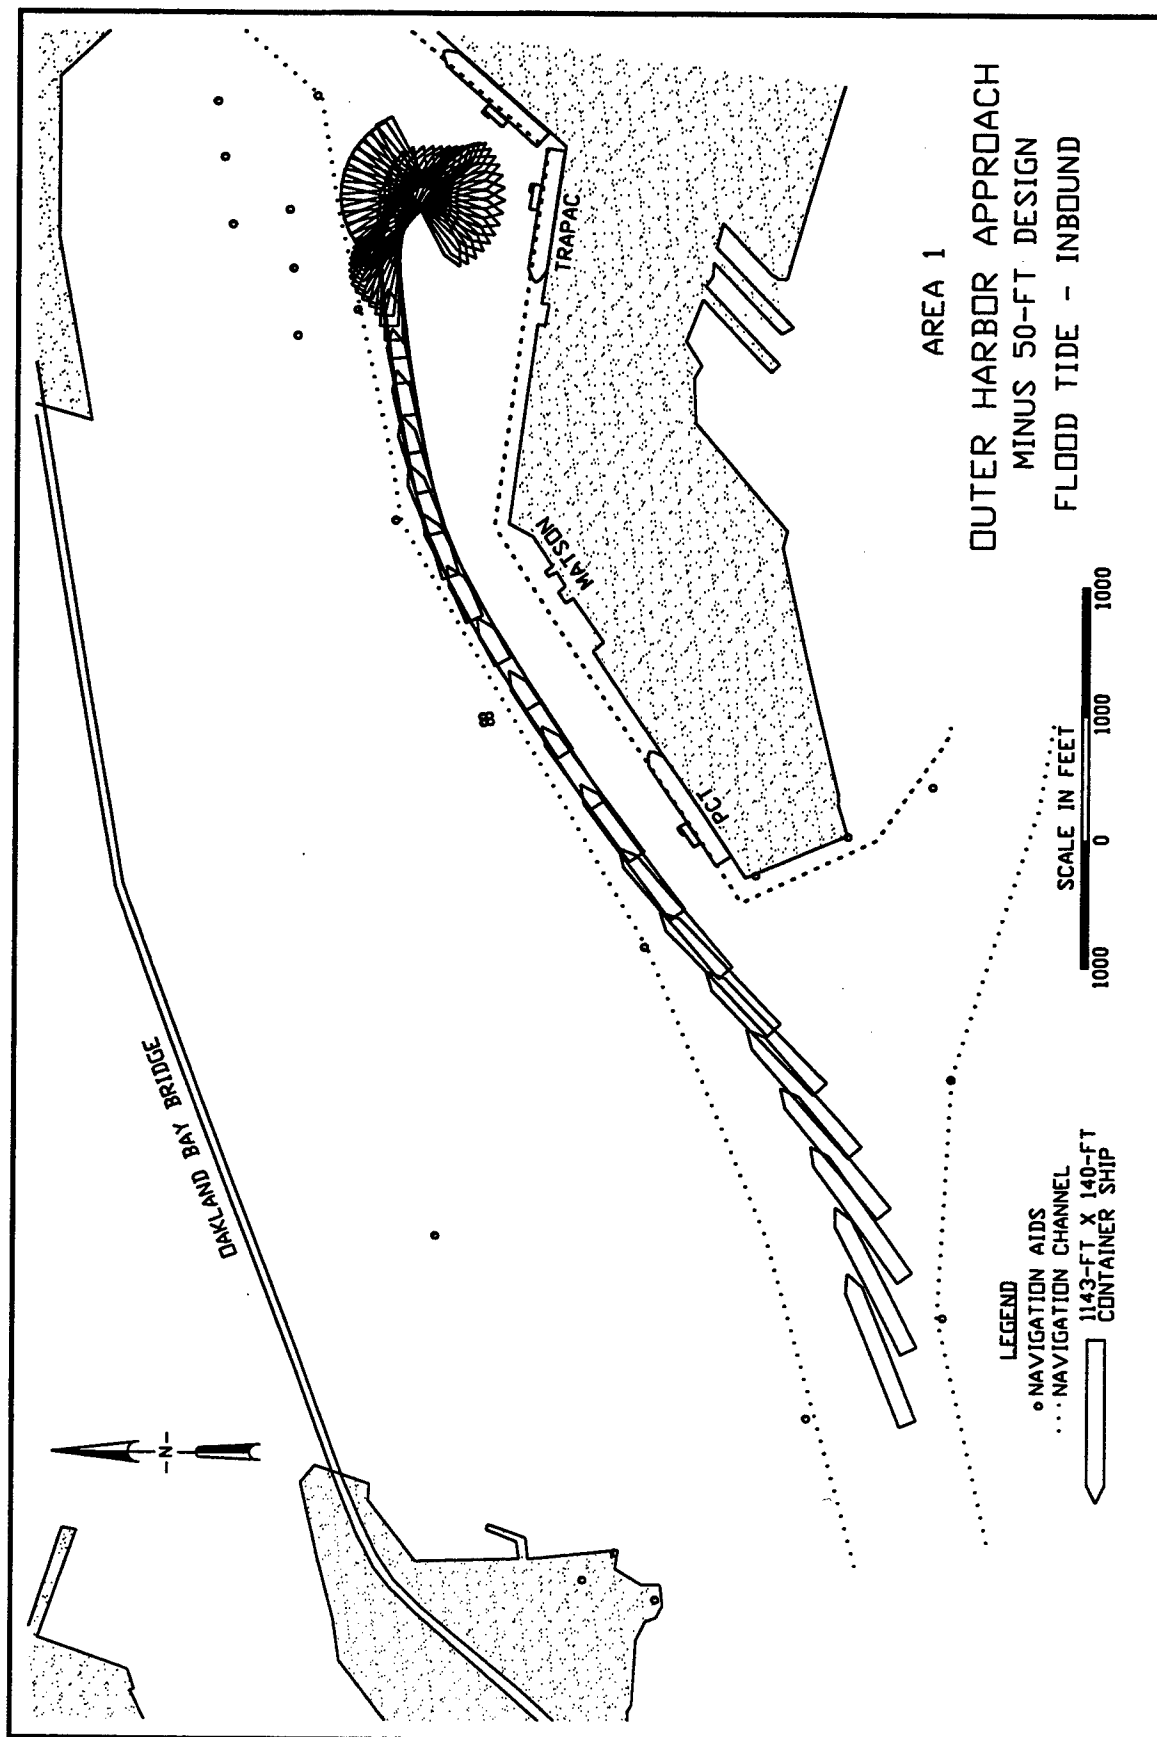 OAKLAND BAY BRIDGE
-N-
TRAPAC
MATSON
PCT
AREA 1
OUTER HARBOR APPROACH
MINUS 50-FT DESIGN
FLOOD TIDE - INBOUND
SCALE IN FEET
1000 0 1000 1000
LEGEND
NAVIGATION AIDS
NAVIGATION CHANNEL
1143-FT X 140-FT
CONTAINER SHIP